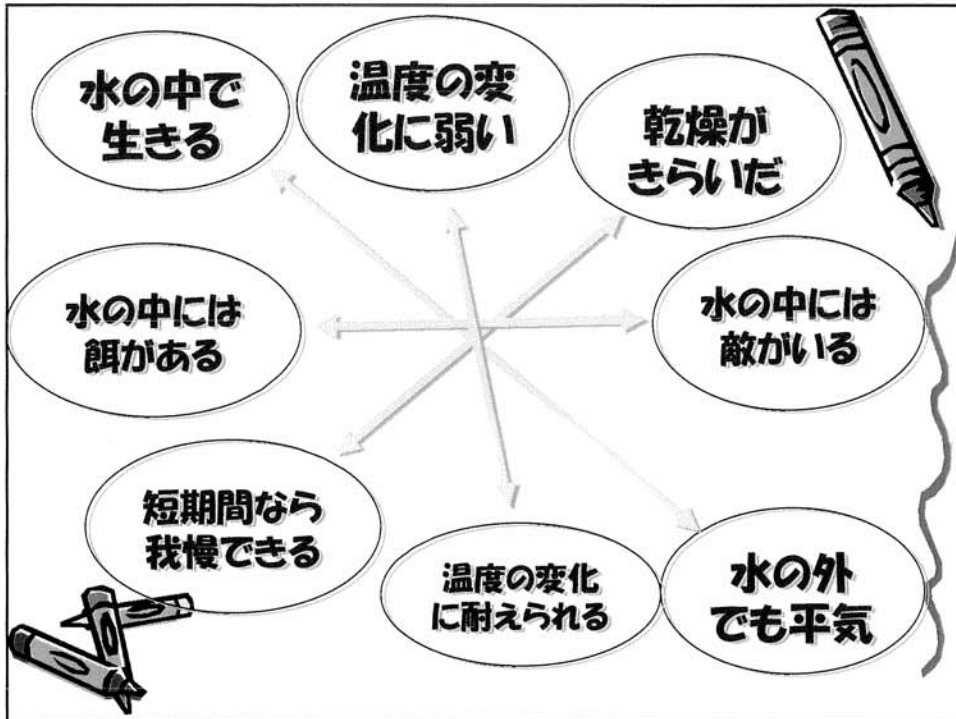 水の中で
生きる
温度の変
化に弱い
乾燥が
きらいだ
水の中には
餌がある
水の中には
敵がいる
短期間なら
我慢できる
温度の変化
に耐えられる
水の外
でも平気